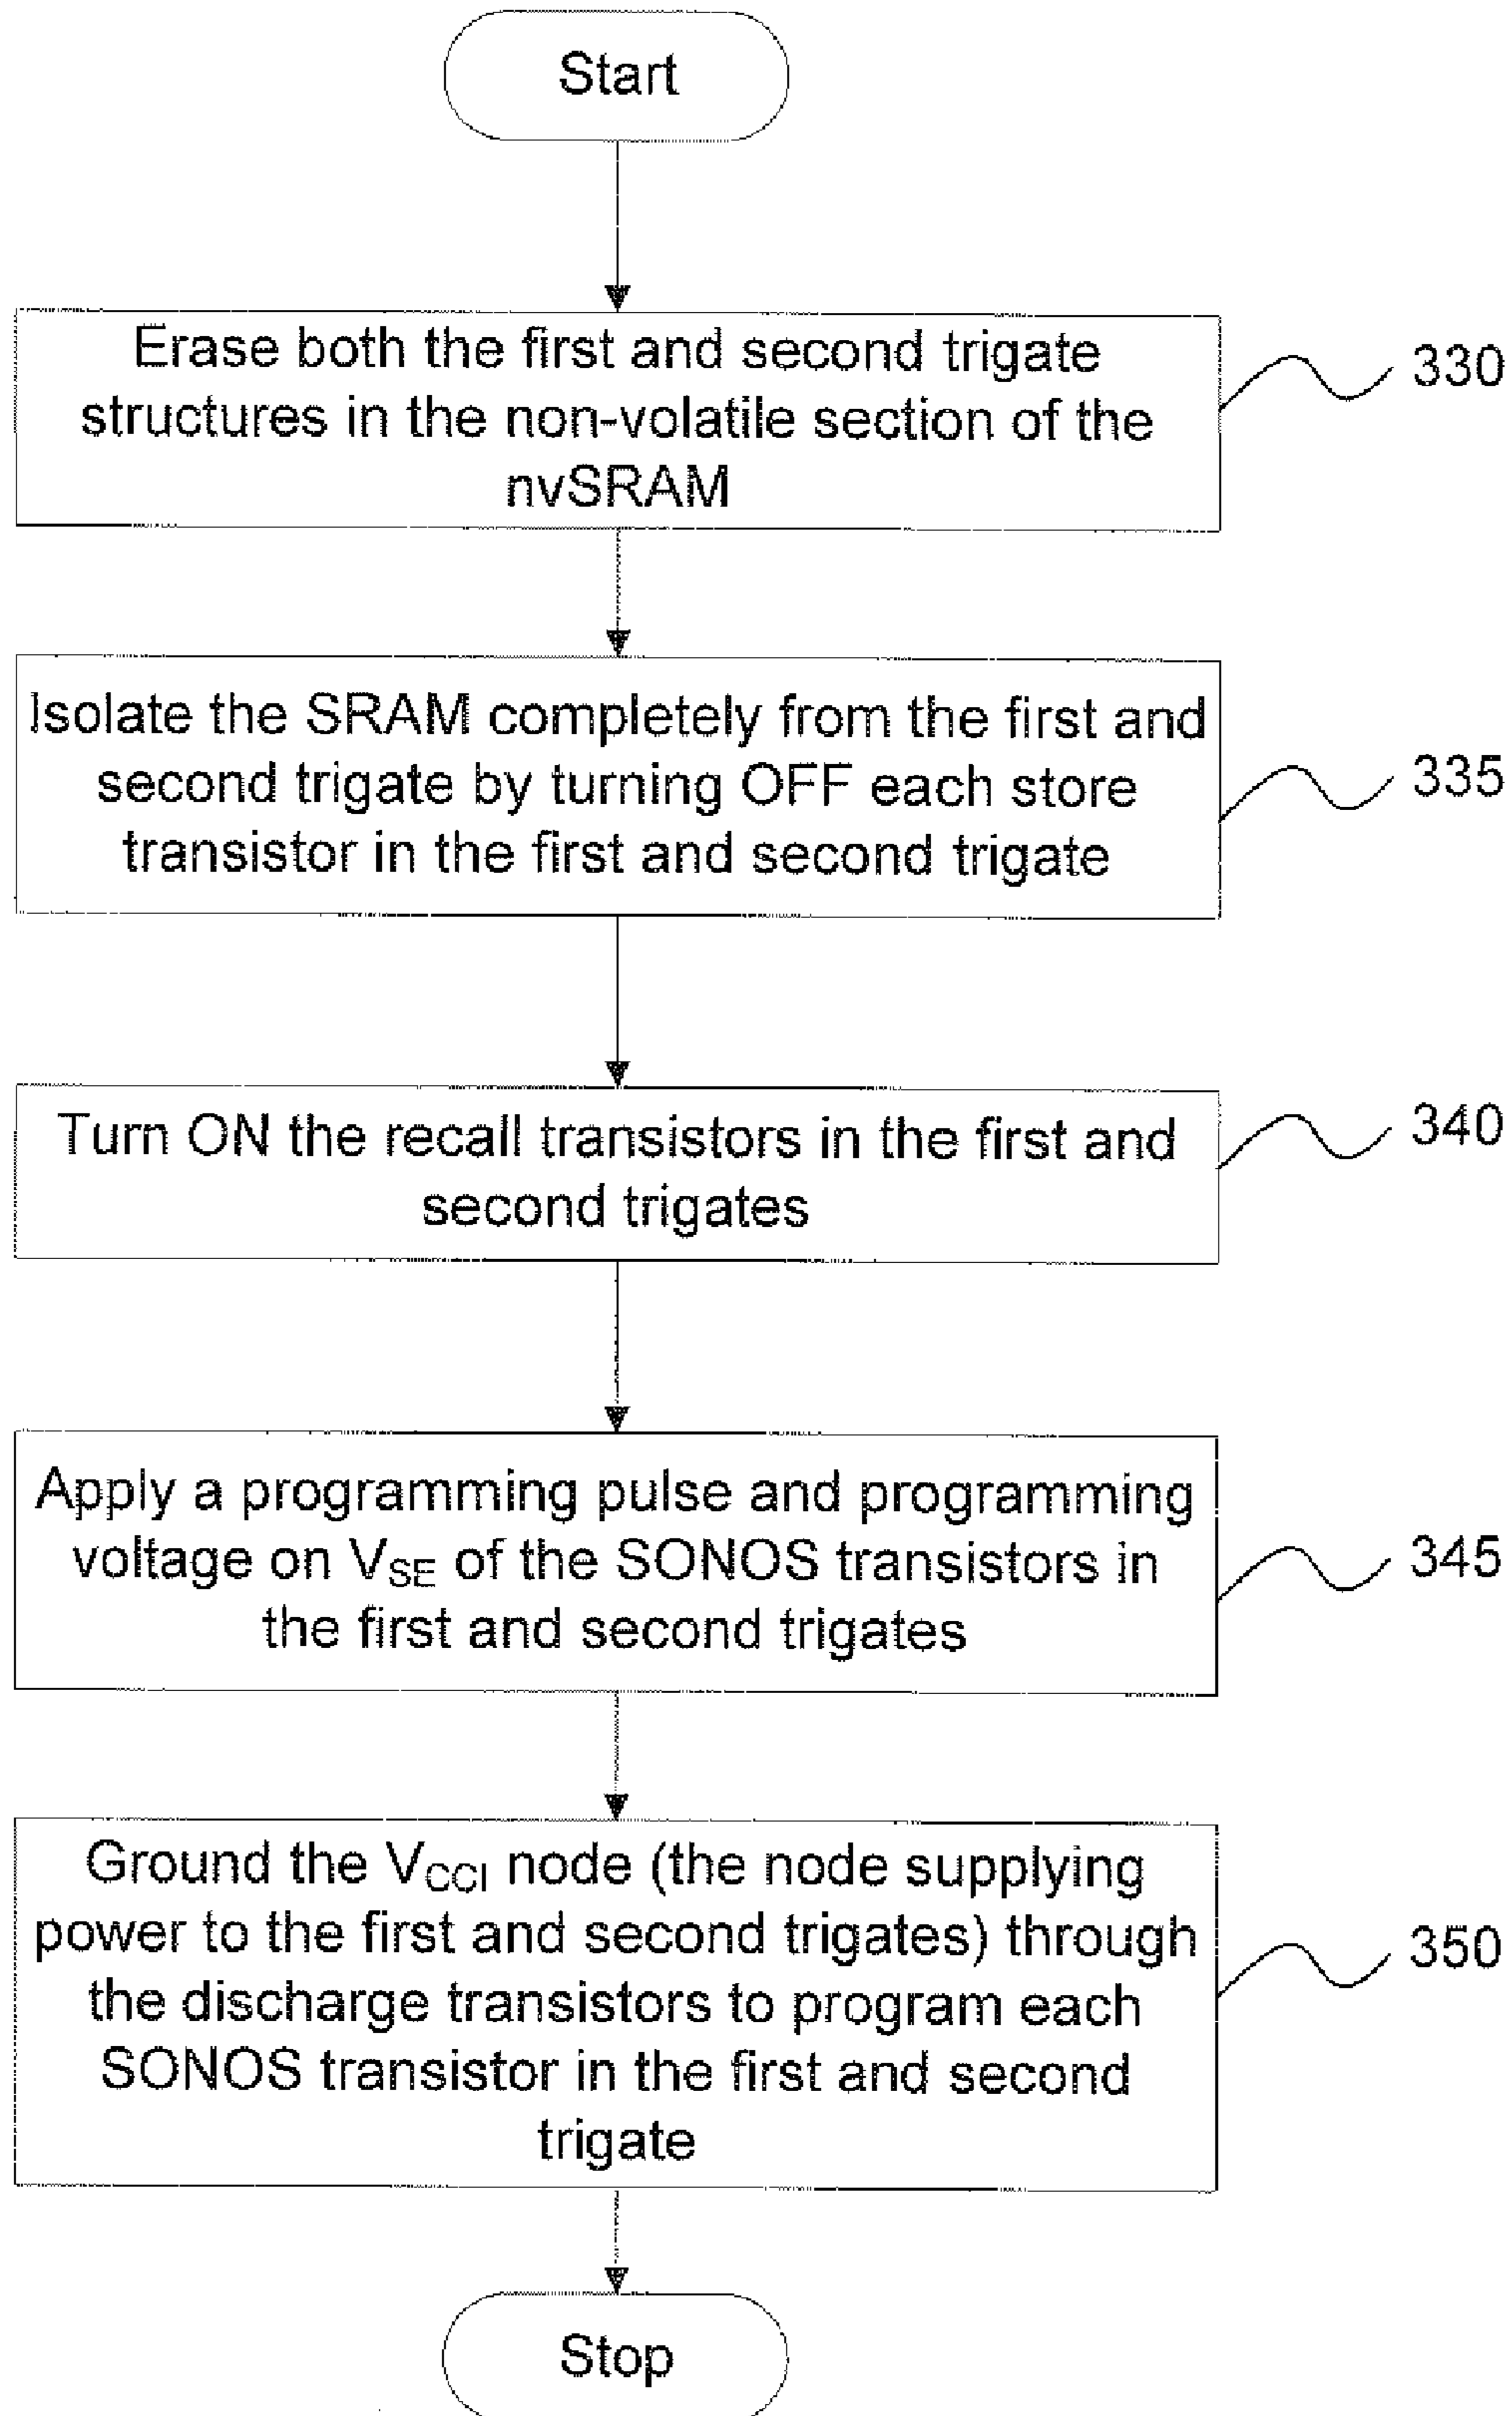 Start
Erase both the first and second trigate
structures in the non-volatile section of the
nvSRAM
330
Isolate the SRAM completely from the first and
second trigate by turning OFF each store
transistor in the first and second trigate
335
Turn ON the recall transistors in the first and
second trigates
340
Apply a programming pulse and programming
voltage on VSE of the SONOS transistors in
the first and second trigates
345
Ground the VCCI node (the node supplying
power to the first and second trigates) through
the discharge transistors to program each
SONOS transistor in the first and second
trigate
350
Stop